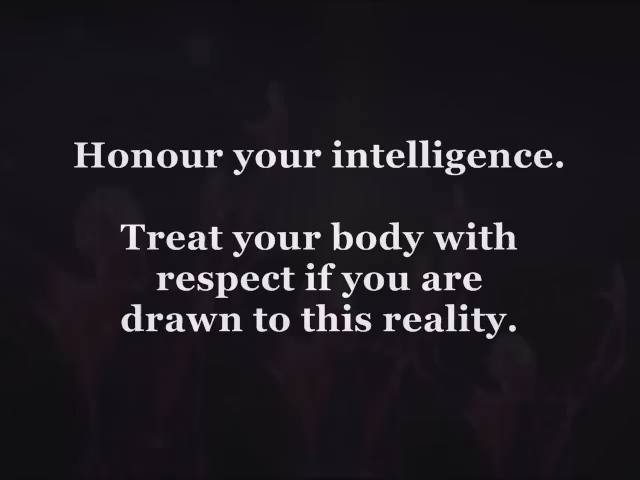 Honour your intelligence.
Treat your body with
respect if you are
drawn to this reality.